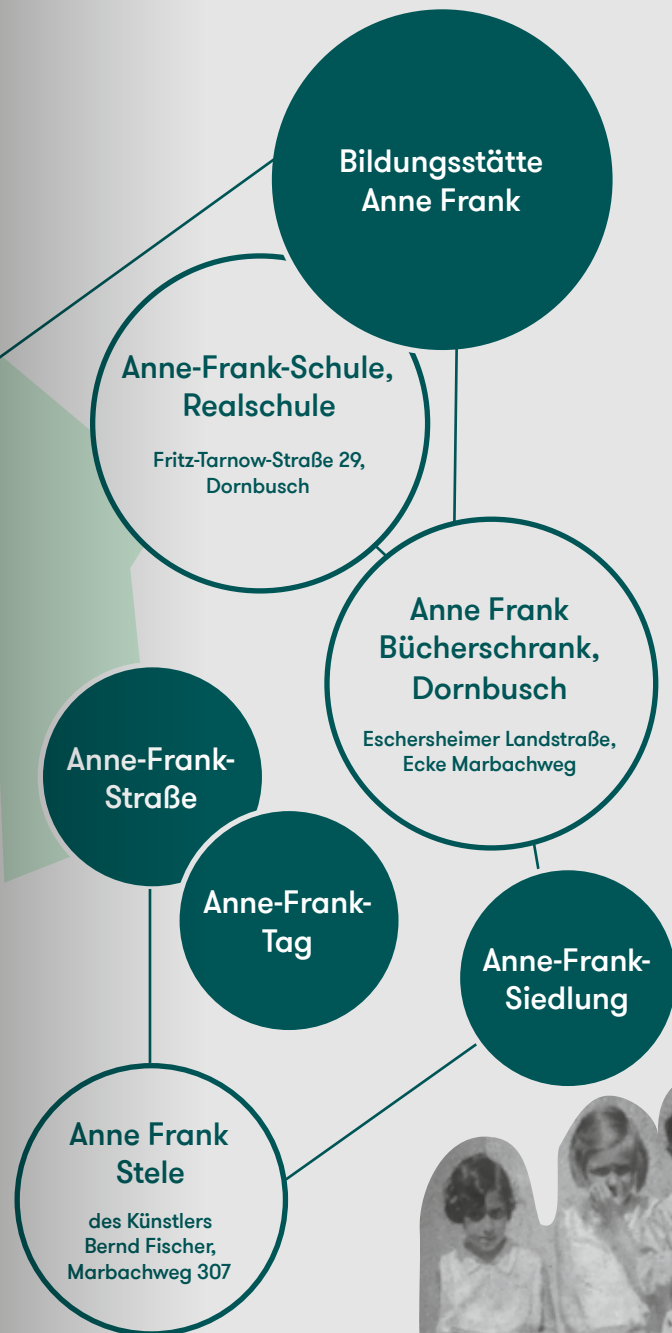 Bildungsstätte
Anne Frank
Anne-Frank-Schule,
Realschule
Fritz-Tarnow-Straße 29,
Dornbusch
Anne Frank
Bücherschrank,
Dornbusch
Eschersheimer Landstraße,
Ecke Marbachweg
Anne-Frank-
Straße
Anne-Frank-
Tag
Anne-Frank-
Siedlung
Anne Frank
Stele
des Künstlers
Bernd Fischer,
Marbachweg 307